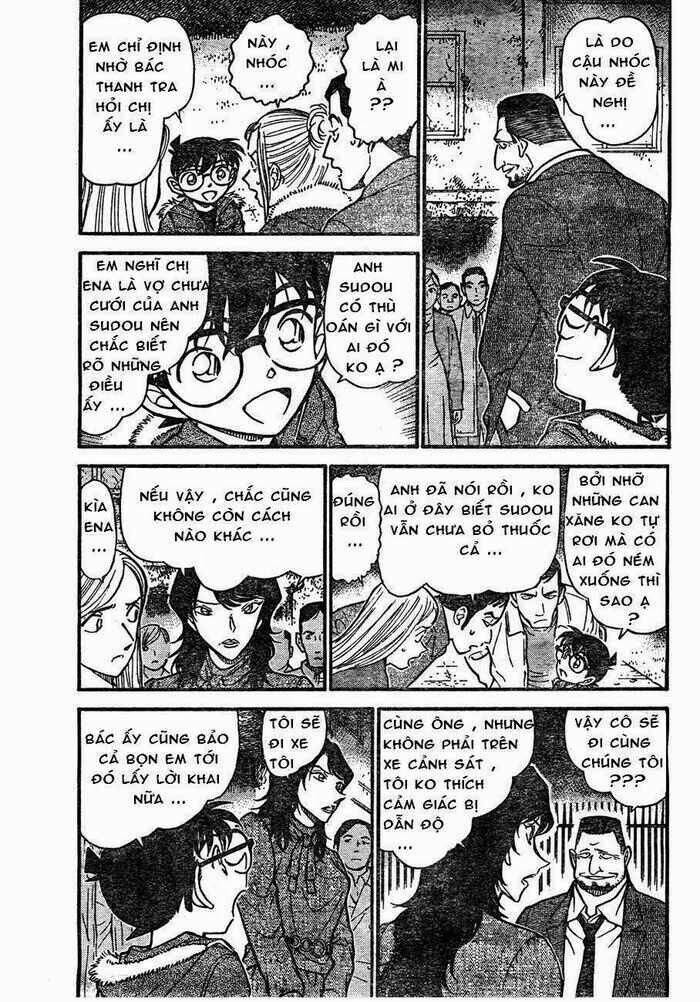 LÀ DO
CẬU NHÓC
NÀY ĐỀ
NGHỊ
...
LẠI
LÀ MI
À
??
NÀY ,
NHÓC
...
EM CHỈ ĐỊNH
NHỜ BÁC
THANH TRA
HỎI CHỊ
ẤY LÀ
...
ANH
SUDOU
CÓ THÙ
OÁN GÌ VỚI
AI ĐÓ
KO Ạ ?
EM NGHĨ CHỊ
ENA LÀ VỢ CHƯA
CƯỚI CỦA ANH
SUDOU NÊN
CHẮC BIẾT
RÕ NHỮNG
ĐIỀU
ẤY ...
BỞI NHỠ
NHỮNG CAN
XĂNG KO TỰ
RƠI MÀ CÓ
AI ĐÓ NÉM
XUỐNG THÌ
SAO Ạ
?
ANH ĐÃ NÓI RỒI , KO
AI Ở ĐÂY BIẾT SUDOU
VẪN CHƯA BỎ THUỐC
CẢ ...
ĐÚNG
RỒI
...
NẾU VẬY , CHẮC CŨNG
KHÔNG CÒN CÁCH
NÀO KHÁC ...
KÌA
ENA
...
VẬY CÔ SẼ
ĐI CÙNG
CHÚNG TÔI
???
CÙNG ÔNG , NHƯNG
KHÔNG PHẢI TRÊN
XE CẢNH SÁT ,
TÔI KO THÍCH
CẢM GIÁC BỊ
DẪN ĐỘ
...
TÔI SẼ
ĐI XE
TÔI
BÁC ẤY CŨNG BẢO
CẢ BỌN EM TỚI
ĐÓ LẤY LỜI KHAI
NỮA ...